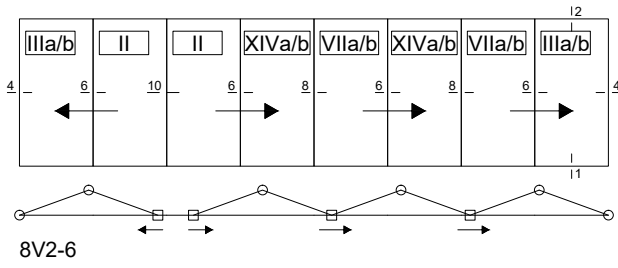 2
IIIa/b II II XIVa/b VIIa/b XIVa/b VIIa/b IIIa/b
4 6 10 6 8 6 8 6 4
1
8V2-6